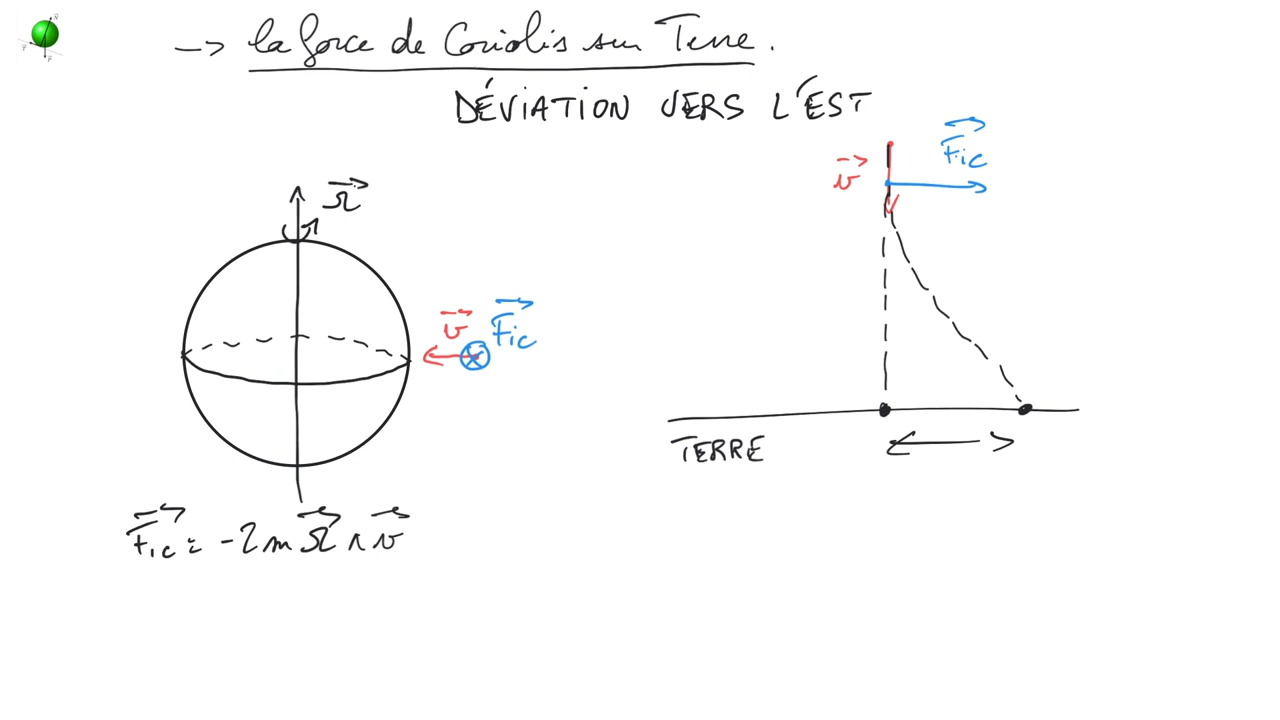 -> la force de Coriolis sur Terre.
DÉVIATION VERS L'EST
Ω
v Fic
v Fic
TERRE
Fic = -2m Ω ∧ v